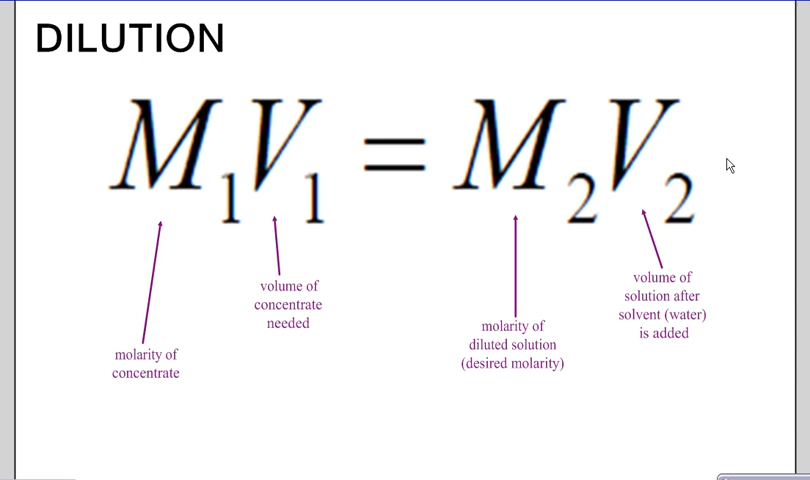 DILUTION
M₁V₁ = M₂V₂
volume of
concentrate
needed
molarity of
concentrate
molarity of
diluted solution
(desired molarity)
volume of
solution after
solvent (water)
is added